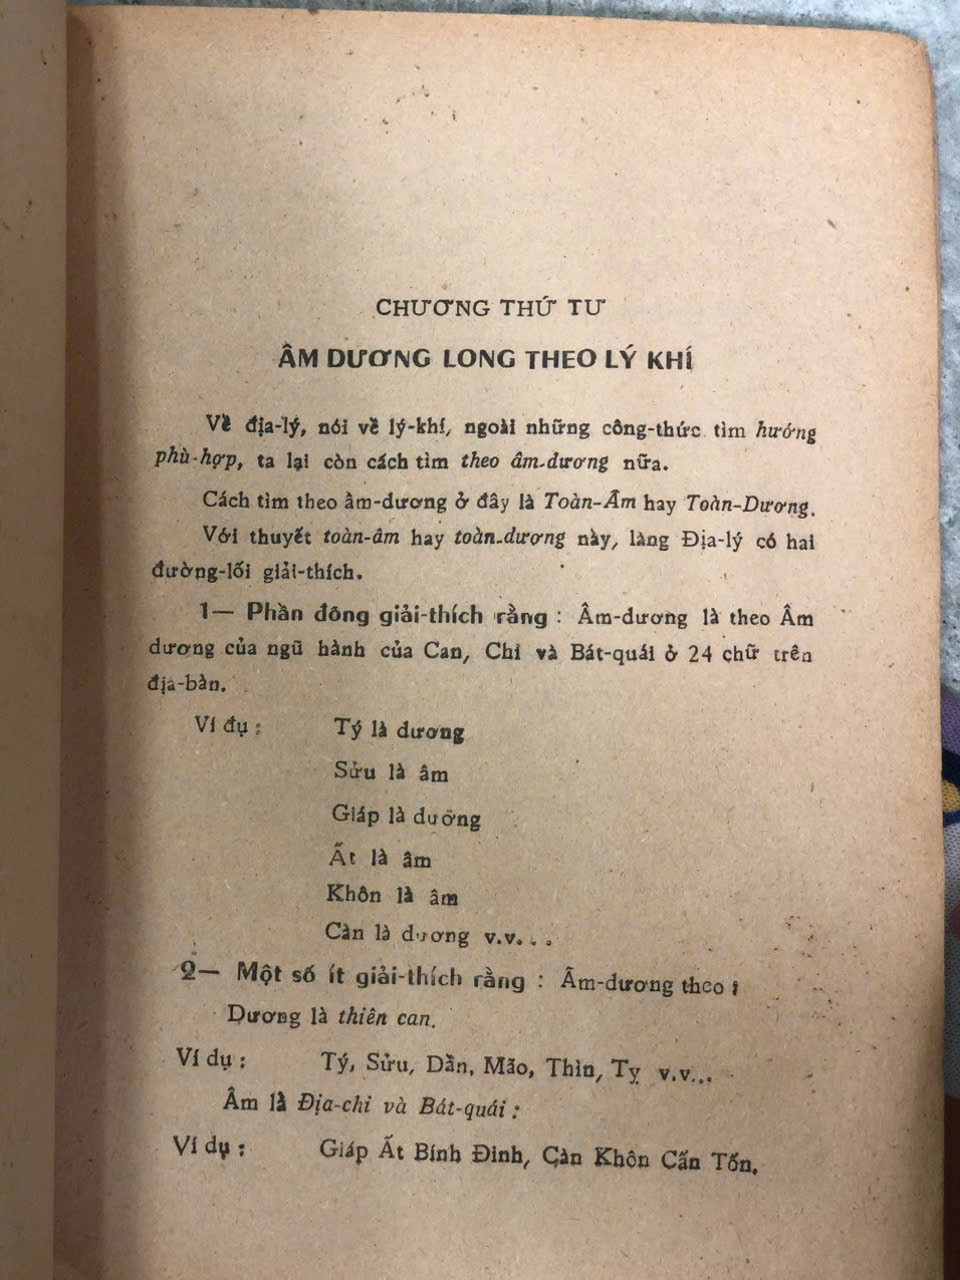 CHƯƠNG THỨ TƯ
ÂM DƯƠNG LONG THEO LÝ KHÍ
Về địa-lý, nói về lý-khí, ngoài những công-thức tìm hướng
phù-hợp, ta lại còn cách tìm theo âm-dương nữa.
Cách tìm theo âm-dương ở đây là Toàn-Âm hay Toàn-Dương.
Với thuyết toàn-âm hay toàn-dương này, làng Địa-lý có hai
đường-lối giải-thích.
1— Phần đông giải-thích rằng : Âm-dương là theo Âm
dương của ngũ hành của Can, Chi và Bát-quái ở 24 chữ trên
địa-bàn.
Ví đụ : Tý là dương
Sửu là âm
Giáp là dương
Ất là âm
Khôn là âm
Càn là dương v.v...
2— Một số ít giải-thích rằng : Âm-dương theo :
Dương là thiên can.
Ví dụ : Tý, Sửu, Dần, Mão, Thìn, Tỵ v.v...
Âm là Địa-chi và Bát-quái :
Ví dụ : Giáp Ất Bính Đinh, Càn Khôn Cấn Tốn.